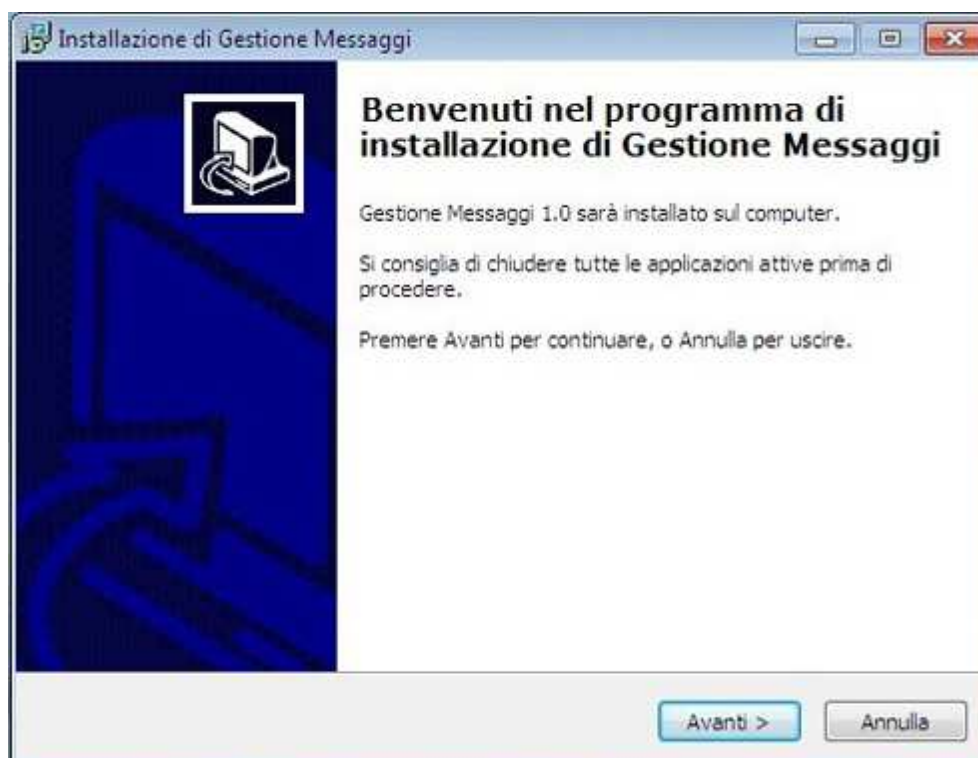 Installazione di Gestione Messaggi
Benvenuti nel programma di
installazione di Gestione Messaggi
Gestione Messaggi 1.0 sarà installato sul computer.
Si consiglia di chiudere tutte le applicazioni attive prima di
procedere.
Premere Avanti per continuare, o Annulla per uscire.
Avanti >
Annulla